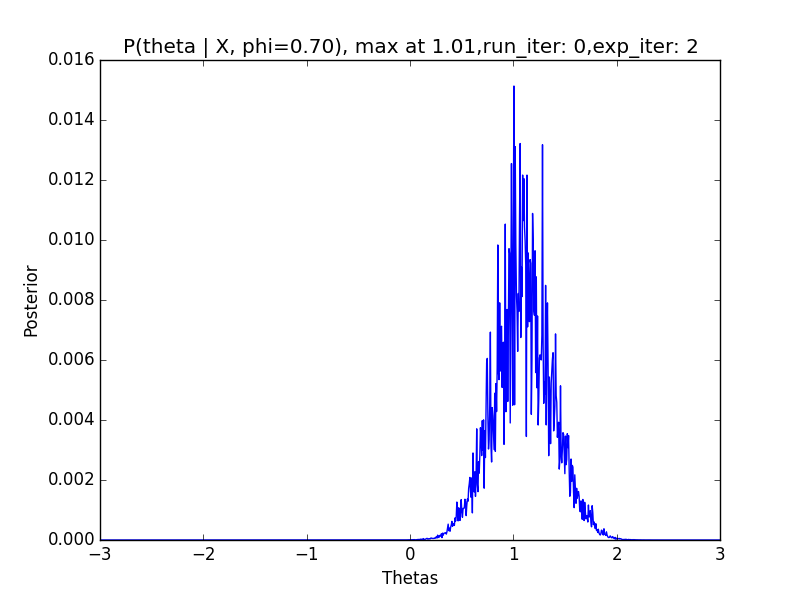 P(theta | X, phi=0.70), max at 1.01,run_iter: 0,exp_iter: 2
0.016
0.014
0.012
0.010
0.008
0.006
0.004
0.002
0.000
Posterior
−3 −2 −1 0 1 2 3
Thetas